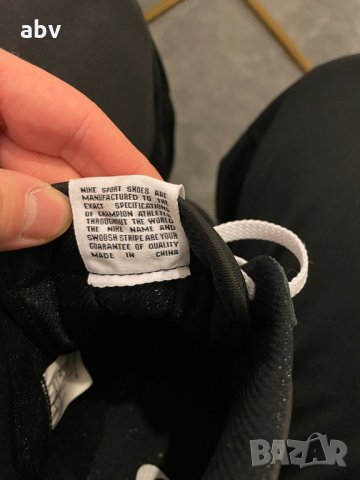 abv
NIKE SPORT SHOES ARE
MANUFACTURED TO THE
EXACT SPECIFICATIONS
OF CHAMPION ATHLETES
THROUGHOUT THE WORLD
THE NIKE NAME AND
SWOOSH STRIPE ARE YOUR
GUARANTEE OF QUALITY
MADE IN CHINA
BAZAR